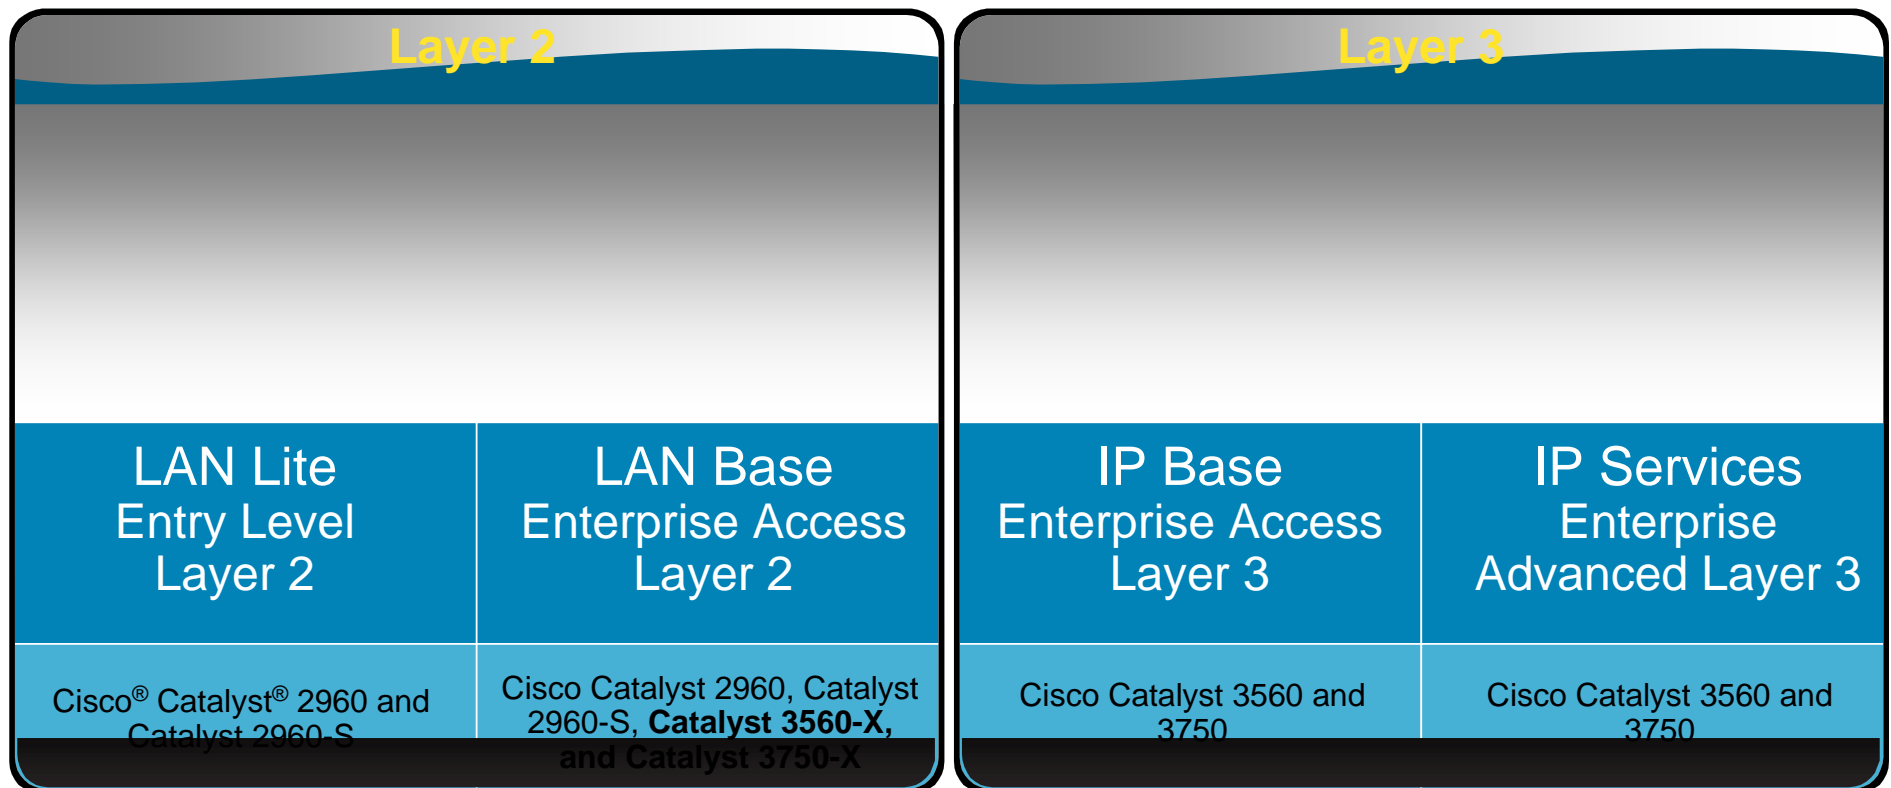 Layer 2
LAN Lite
Entry Level
Layer 2
LAN Base
Enterprise Access
Layer 2
Cisco® Catalyst® 2960 and
Catalyst 2960-S
Cisco Catalyst 2960, Catalyst
2960-S, Catalyst 3560-X,
and Catalyst 3750-X
Layer 3
IP Base
Enterprise Access
Layer 3
IP Services
Enterprise
Advanced Layer 3
Cisco Catalyst 3560 and
3750
Cisco Catalyst 3560 and
3750